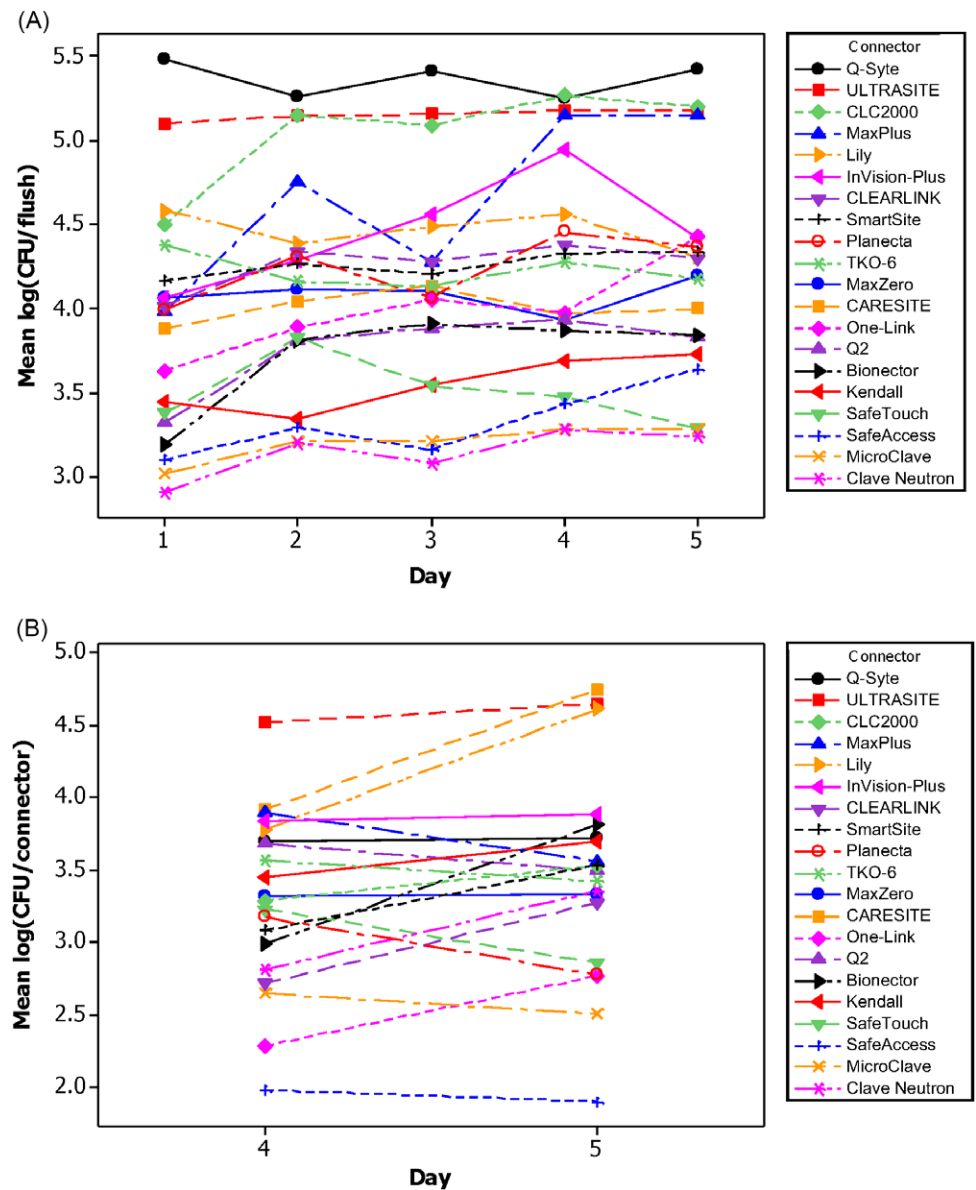 (A)
5.5
5.0
4.5
4.0
3.5
3.0
Mean log(CFU/flush)
1 2 3 4 5
Day
Connector
Q-Syte
ULTRASITE
CLC2000
MaxPlus
Lily
InVision-Plus
CLEARLINK
SmartSite
Planecta
TKO-6
MaxZero
CARESITE
One-Link
Q2
Bionector
Kendall
SafeTouch
SafeAccess
MicroClave
Clave Neutron
(B)
5.0
4.5
4.0
3.5
3.0
2.5
2.0
Mean log(CFU/connector)
4 5
Day
Connector
Q-Syte
ULTRASITE
CLC2000
MaxPlus
Lily
InVision-Plus
CLEARLINK
SmartSite
Planecta
TKO-6
MaxZero
CARESITE
One-Link
Q2
Bionector
Kendall
SafeTouch
SafeAccess
MicroClave
Clave Neutron